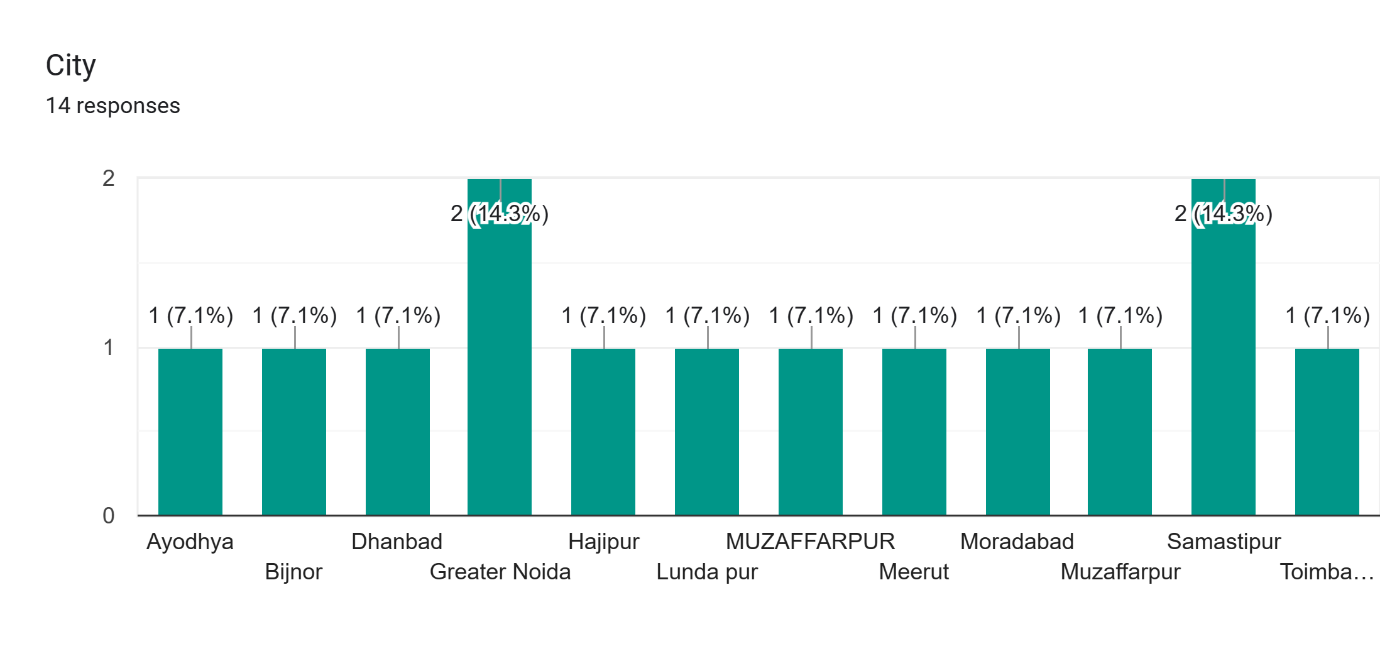 City
14 responses
2
2 (14.3%) 2 (14.3%)
1 (7.1%) 1 (7.1%) 1 (7.1%) 1 (7.1%) 1 (7.1%) 1 (7.1%) 1 (7.1%) 1 (7.1%) 1 (7.1%) 1 (7.1%)
1
0
Ayodhya Dhanbad Hajipur MUZAFFARPUR Moradabad Samastipur
Bijnor Greater Noida Lunda pur Meerut Muzaffarpur Toimba…